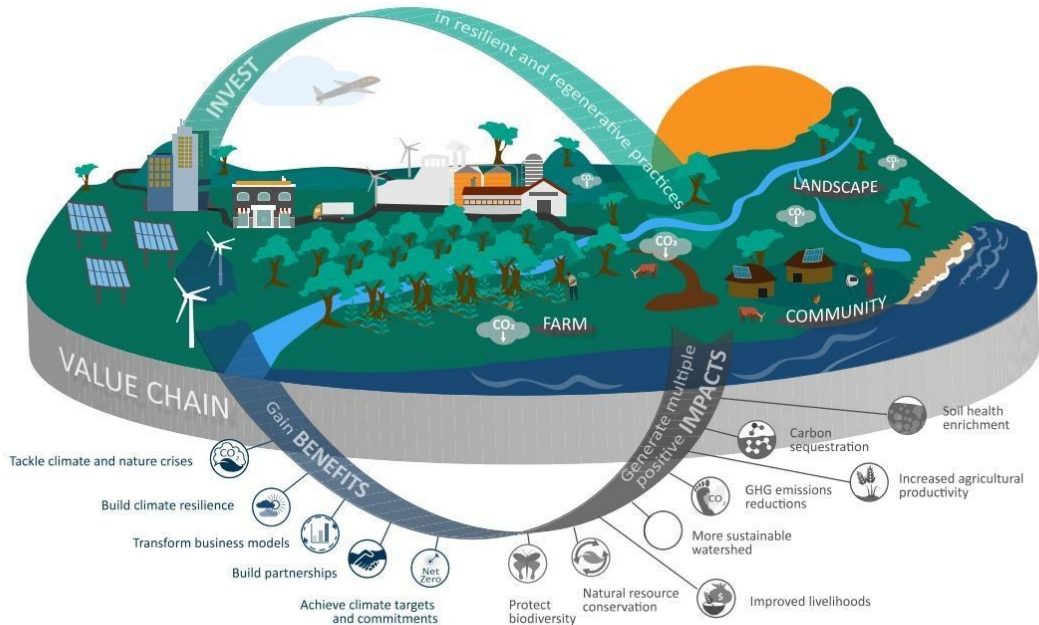 INVEST
in resilient and regenerative practices
LANDSCAPE
CO₂
CO₂
CO₂
CO₂
CO₂
FARM
COMMUNITY
VALUE CHAIN
Gain BENEFITS
Generate multiple
positive IMPACTS
Tackle climate and nature crises
CO₂
Build climate resilience
Transform business models
Build partnerships
Net
Zero
Achieve climate targets
and commitments
Protect
biodiversity
Natural resource
conservation
$
Improved livelihoods
More sustainable
watershed
CO₂
GHG emissions
reductions
Increased agricultural
productivity
Carbon
sequestration
Soil health
enrichment